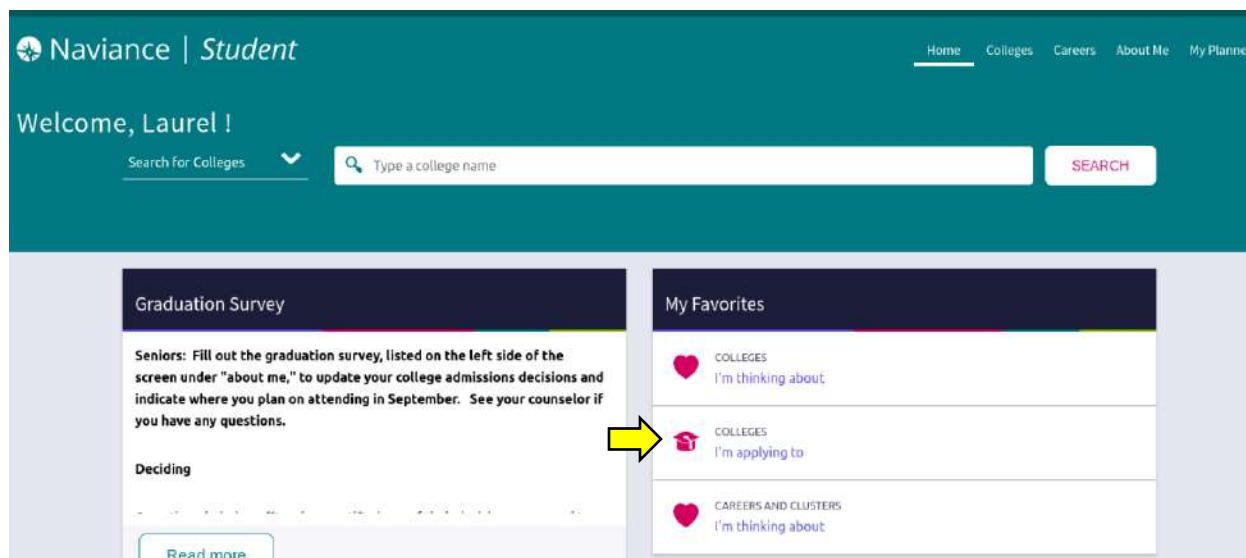 Naviance | Student
Home Colleges Careers About Me My Planne
Welcome, Laurel !
Search for Colleges
Type a college name
SEARCH
Graduation Survey
Seniors: Fill out the graduation survey, listed on the left side of the
screen under "about me," to update your college admissions decisions and
indicate where you plan on attending in September. See your counselor if
you have any questions.
Deciding
Read more
My Favorites
COLLEGES
I'm thinking about
COLLEGES
I'm applying to
CAREERS AND CLUSTERS
I'm thinking about